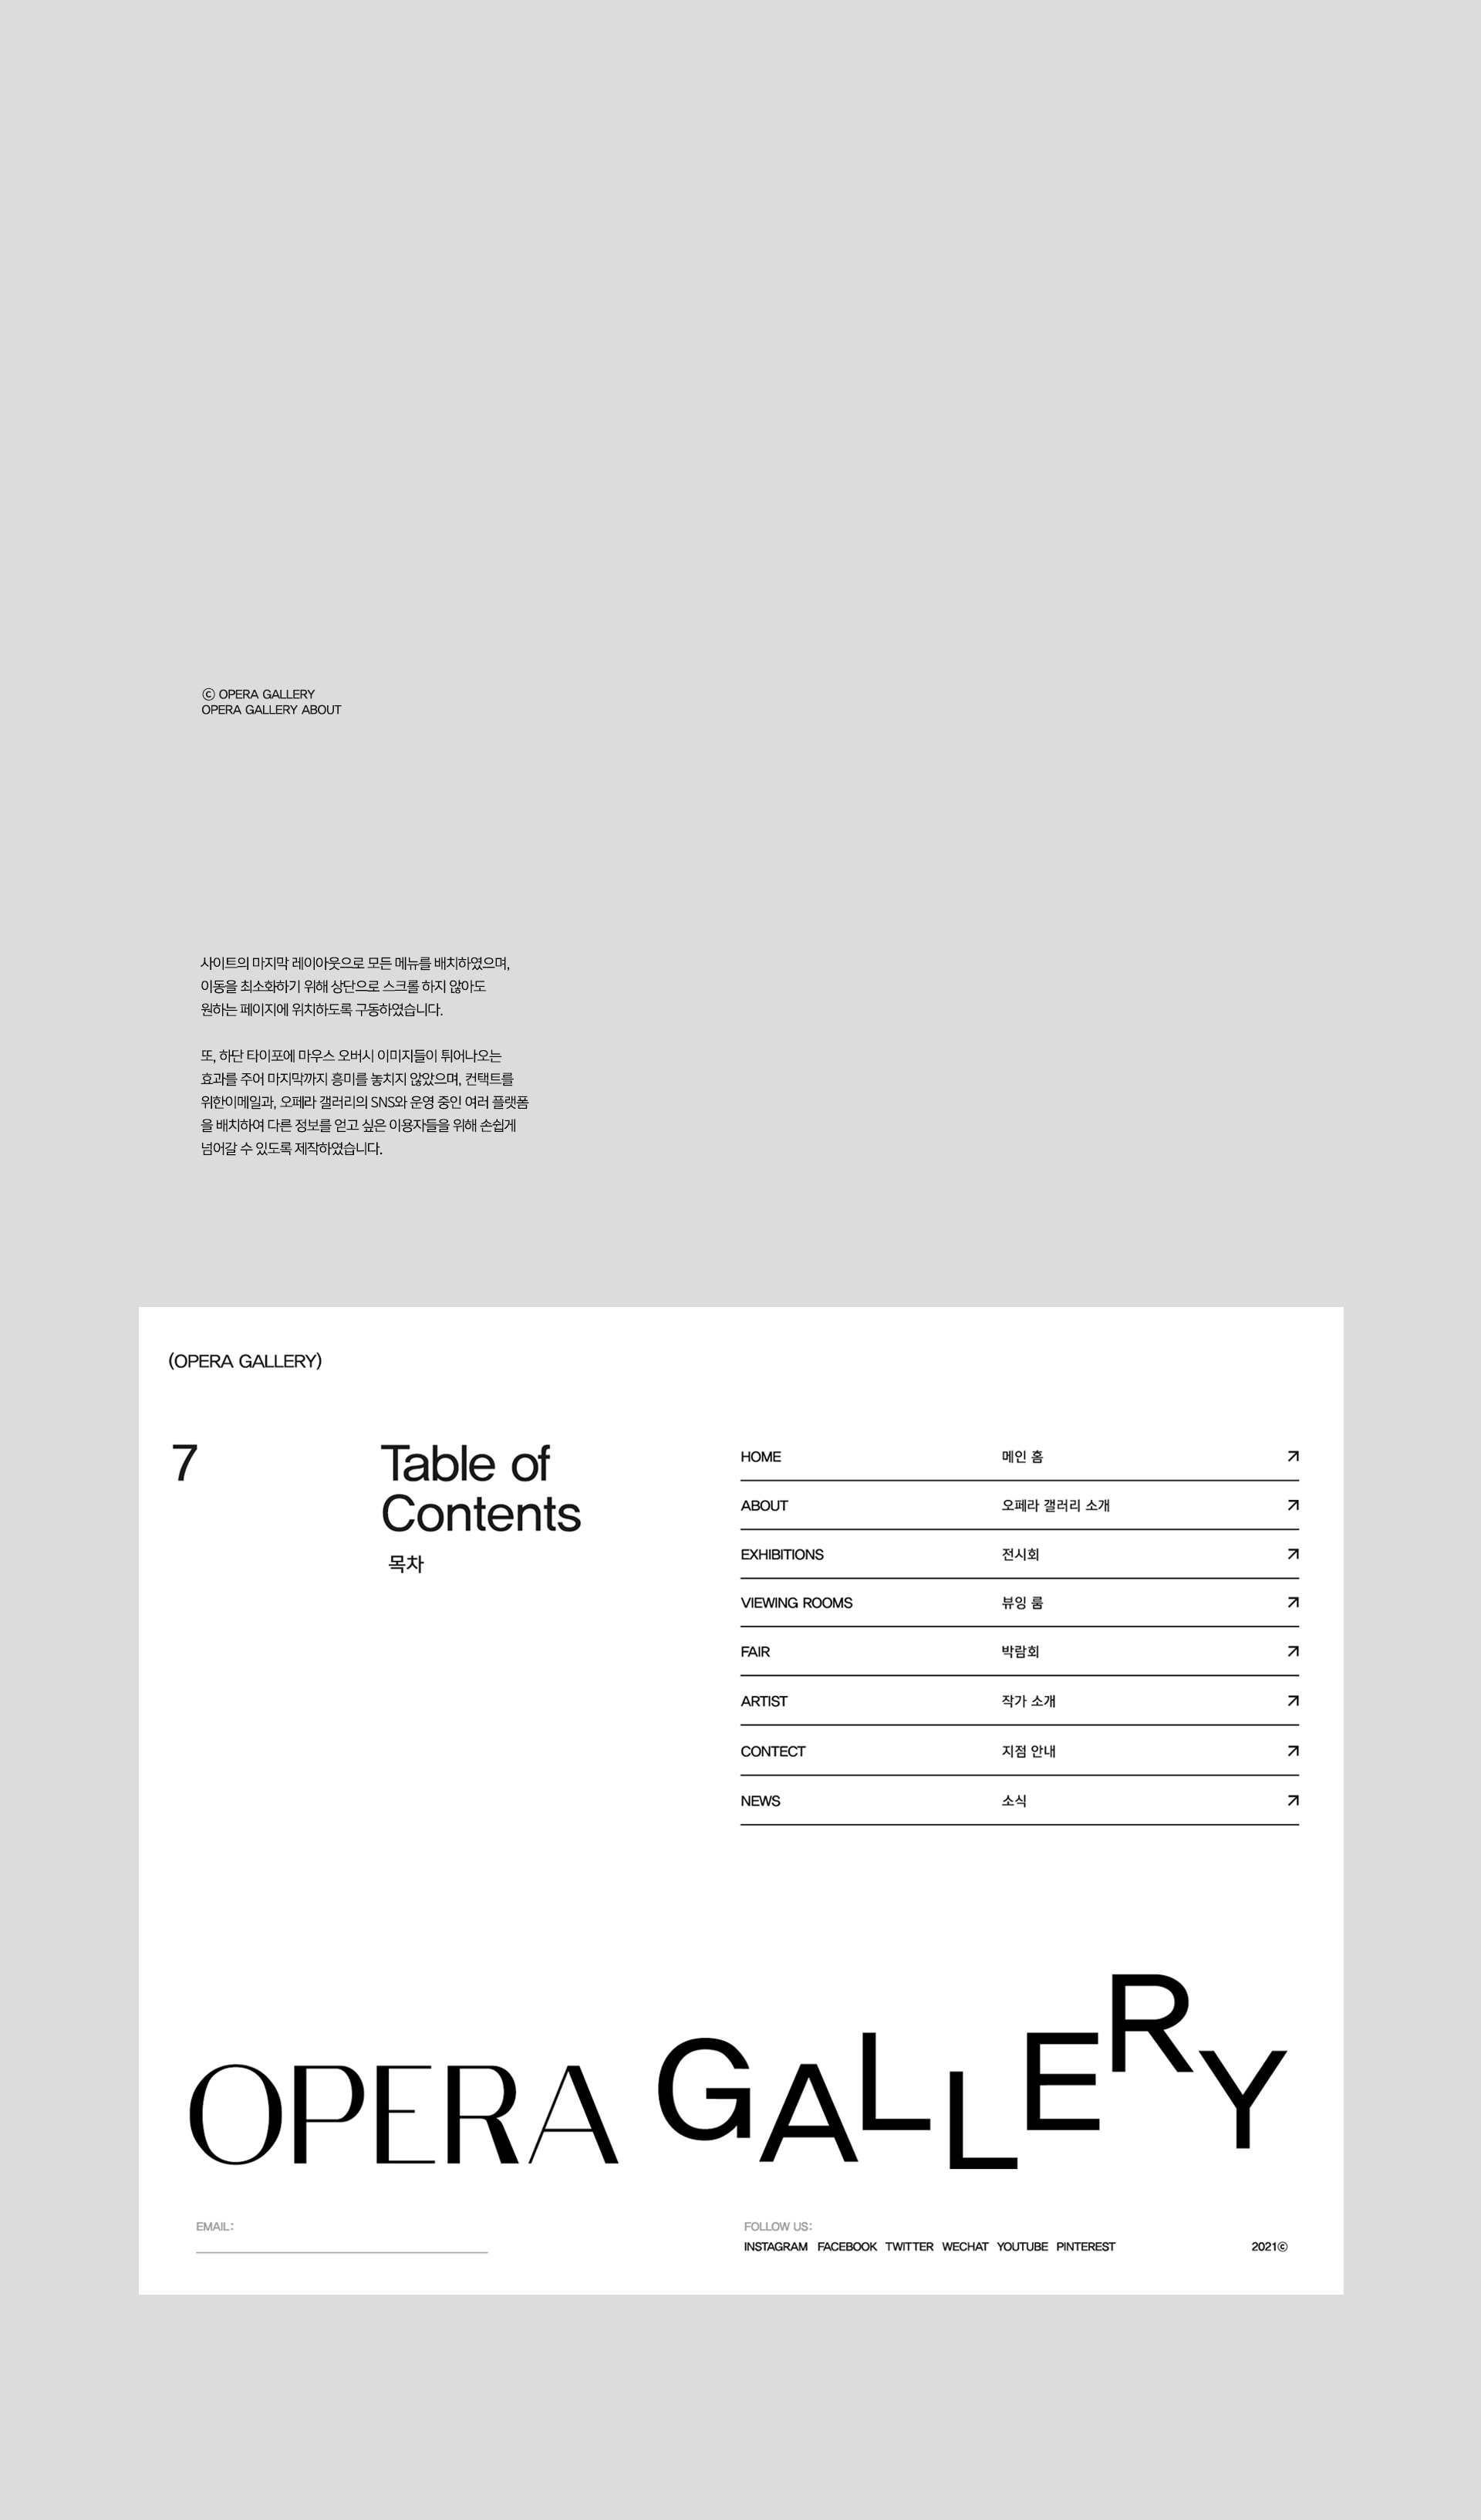 ⓒ OPERA GALLERY
OPERA GALLERY ABOUT
사이트의 마지막 레이아웃으로 모든 메뉴를 배치하였으며,
이동을 최소화하기 위해 상단으로 스크롤 하지 않아도
원하는 페이지에 위치하도록 구동하였습니다.
또, 하단 타이포에 마우스 오버시 이미지들이 튀어나오는
효과를 주어 마지막까지 흥미를 놓치지 않았으며, 컨택트를
위한이메일과, 오페라 갤러리의 SNS와 운영 중인 여러 플랫폼
을 배치하여 다른 정보를 얻고 싶은 이용자들을 위해 손쉽게
넘어갈 수 있도록 제작하였습니다.
(OPERA GALLERY)
7
Table of
Contents
목차
HOME 메인 홈
ABOUT 오페라 갤러리 소개
EXHIBITIONS 전시회
VIEWING ROOMS 뷰잉 룸
FAIR 박람회
ARTIST 작가 소개
CONTECT 지점 안내
NEWS 소식
OPERA GALLERY
EMAIL:
FOLLOW US:
INSTAGRAM FACEBOOK TWITTER WECHAT YOUTUBE PINTEREST 2021©